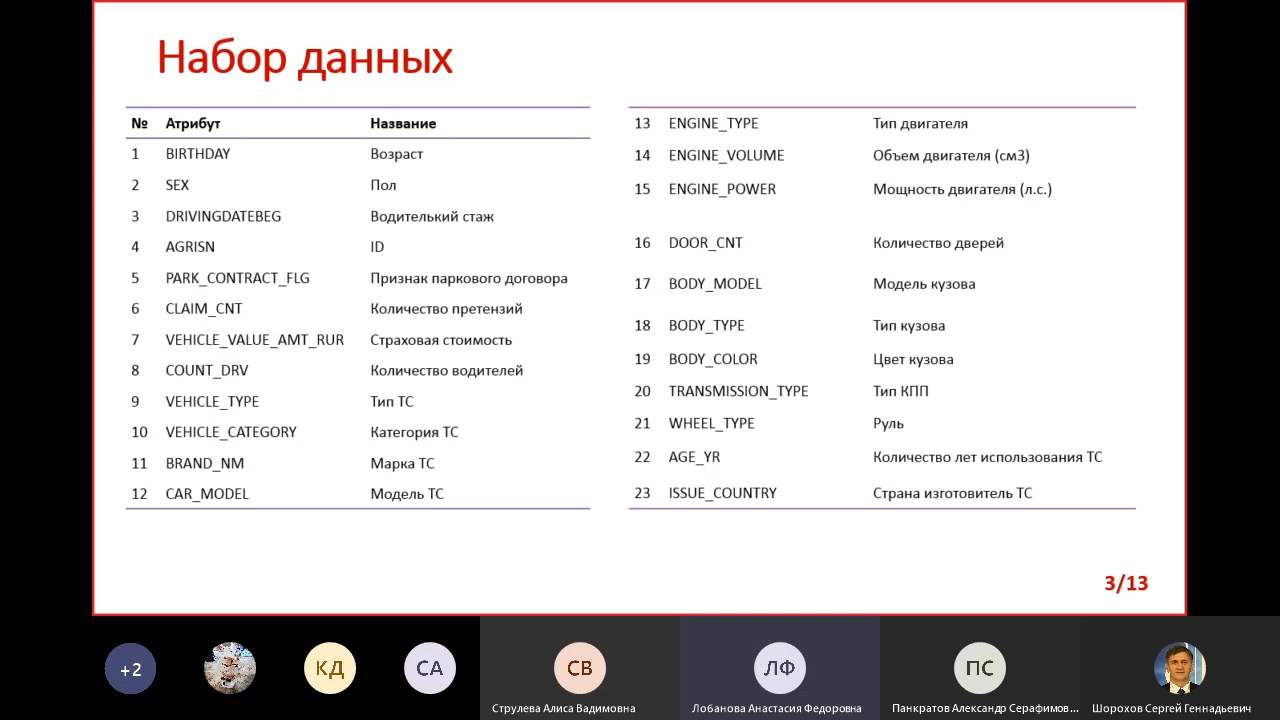 Набор данных
№ Атрибут Название
1 BIRTHDAY Возраст
2 SEX Пол
3 DRIVINGDATEBEG Водителький стаж
4 AGRISN ID
5 PARK_CONTRACT_FLG Признак паркового договора
6 CLAIM_CNT Количество претензий
7 VEHICLE_VALUE_AMT_RUR Страховая стоимость
8 COUNT_DRV Количество водителей
9 VEHICLE_TYPE Тип ТС
10 VEHICLE_CATEGORY Категория ТС
11 BRAND_NM Марка ТС
12 CAR_MODEL Модель ТС
13 ENGINE_TYPE Тип двигателя
14 ENGINE_VOLUME Объем двигателя (см3)
15 ENGINE_POWER Мощность двигателя (л.с.)
16 DOOR_CNT Количество дверей
17 BODY_MODEL Модель кузова
18 BODY_TYPE Тип кузова
19 BODY_COLOR Цвет кузова
20 TRANSMISSION_TYPE Тип КПП
21 WHEEL_TYPE Руль
22 AGE_YR Количество лет использования ТС
23 ISSUE_COUNTRY Страна изготовитель ТС
3/13
+2 КД СА СВ ЛФ ПС
Струлева Алиса Вадимовна Лобанова Анастасия Федоровна Панкратов Александр Серафимов... Шорохов Сергей Геннадьевич